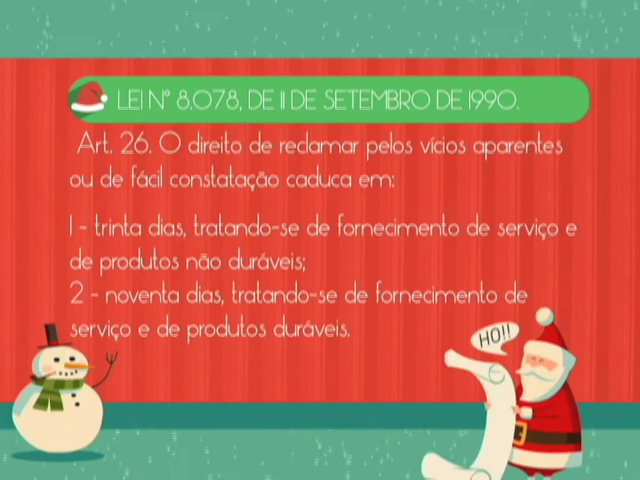 LEI Nº 8.078, DE 11 DE SETEMBRO DE 1990.
Art. 26. O direito de reclamar pelos vícios aparentes
ou de fácil constatação caduca em:
1 - trinta dias, tratando-se de fornecimento de serviço e
de produtos não duráveis;
2 - noventa dias, tratando-se de fornecimento de
serviço e de produtos duráveis.
HO!!